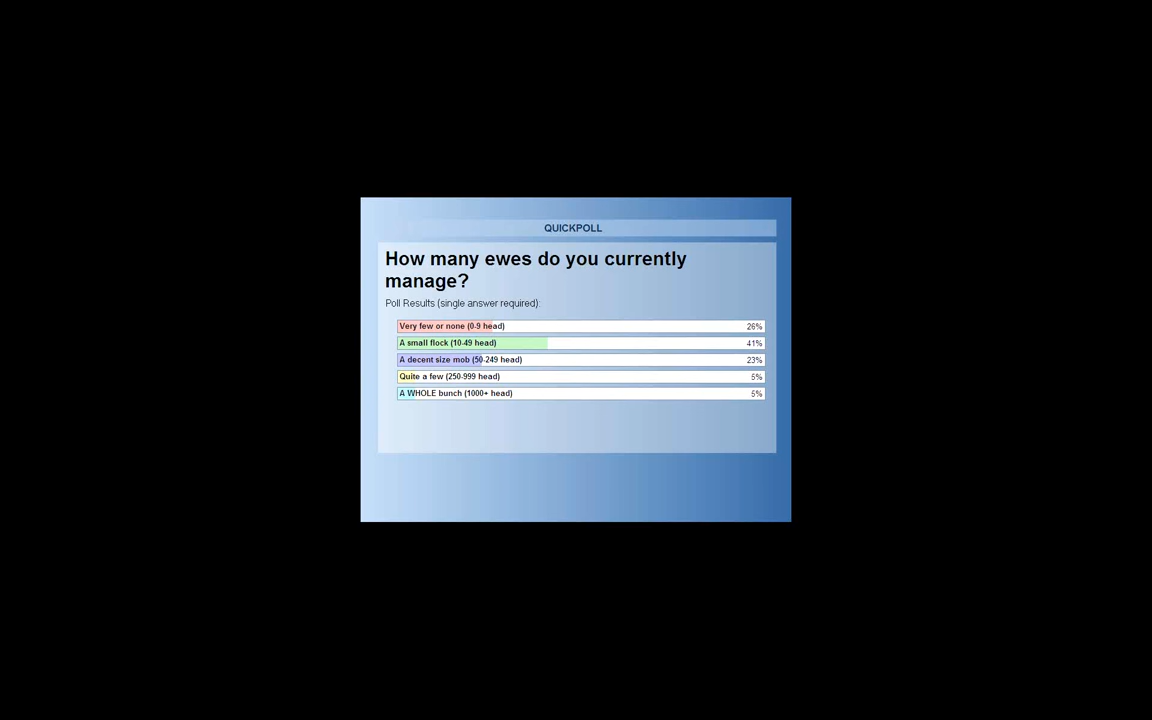 QUICKPOLL
How many ewes do you currently
manage?
Poll Results (single answer required):
Very few or none (0-9 head) 26%
A small flock (10-49 head) 41%
A decent size mob (50-249 head) 23%
Quite a few (250-999 head) 5%
A WHOLE bunch (1000+ head) 5%